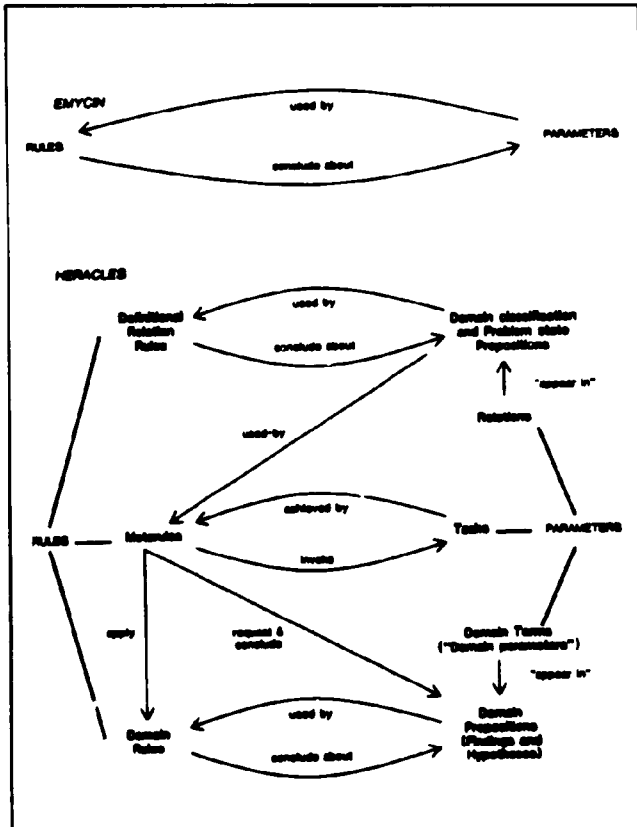 EMYCIN
used by
RULES
PARAMETERS
conclude about
HERACLES
Definitional
Relation
Rules
used by
conclude about
Domain classification
and Problem state
Propositions
"appear in"
Relations
used-by
achieved by
RULES
Metarules
Tasks
PARAMETERS
invoke
apply
request &
conclude
Domain Terms
("Domain parameters")
"appear in"
Domain
Rules
used by
conclude about
Domain
Propositions
(Findings and
Hypotheses)